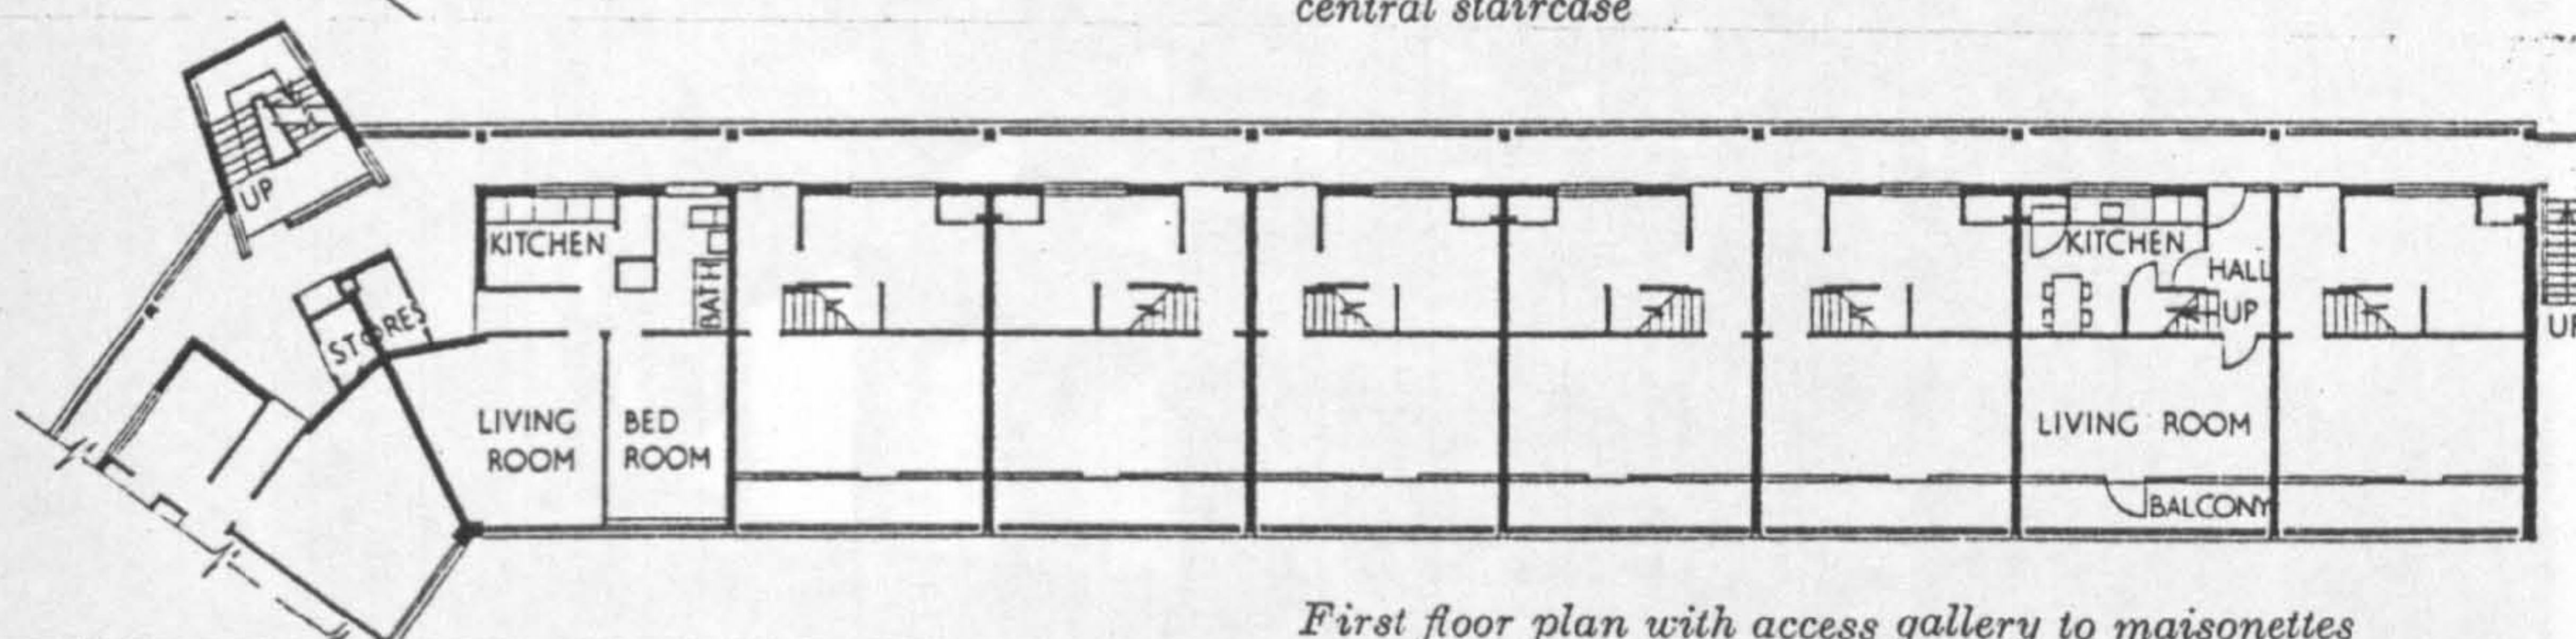 central staircase
UP
KITCHEN
BATH
STORES
LIVING
ROOM
BED
ROOM
KITCHEN
HALL
UP
LIVING ROOM
BALCONY
UP
First floor plan with access gallery to maisonettes